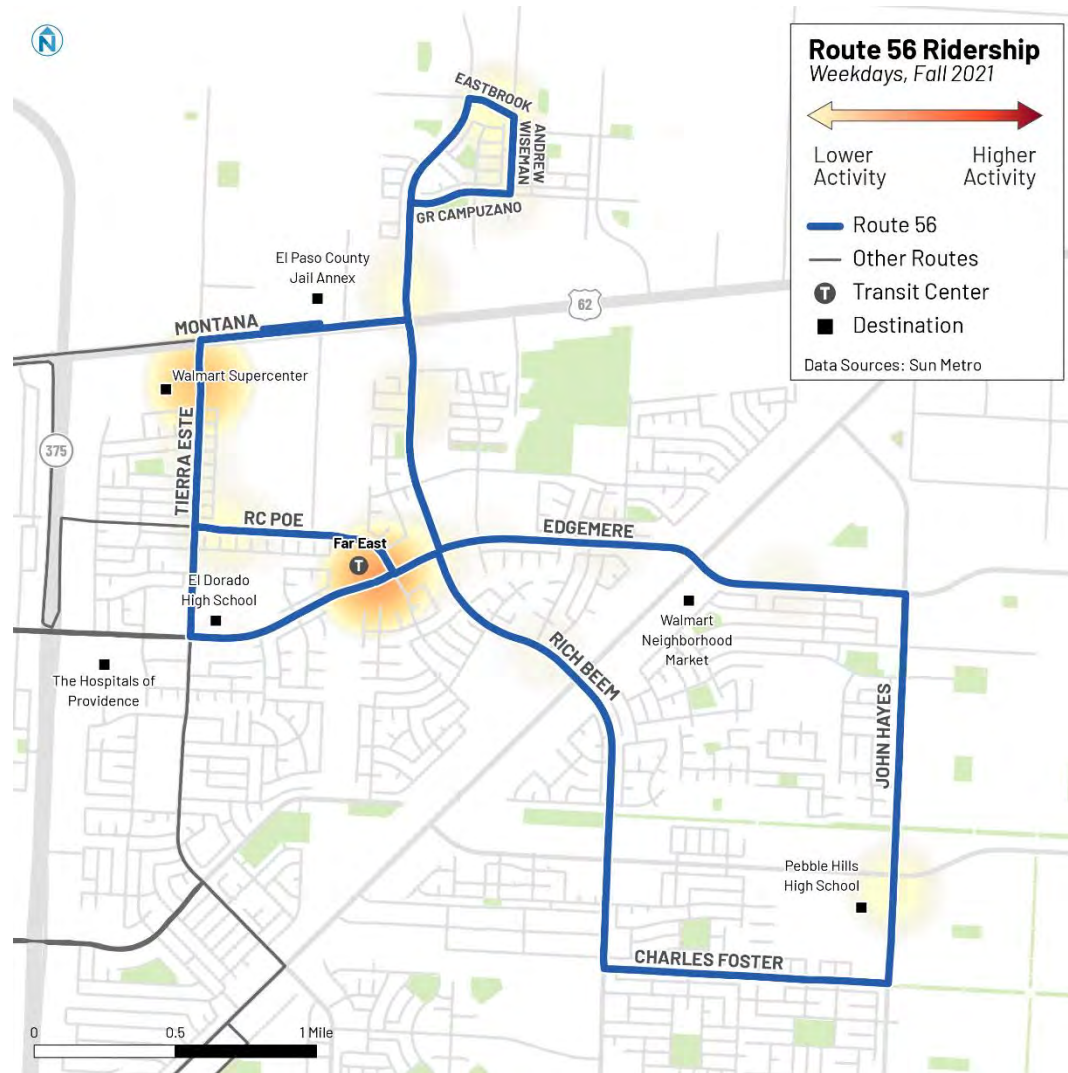 N
Route 56 Ridership
Weekdays, Fall 2021
Lower
Activity
Higher
Activity
Route 56
Other Routes
T Transit Center
Destination
Data Sources: Sun Metro
EASTBROOK
ANDREW
WISEMAN
GR CAMPUZANO
El Paso County
Jail Annex
62
MONTANA
Walmart Supercenter
375
TIERRA ESTE
RC POE
Far East
T
EDGEMERE
El Dorado
High School
Walmart
Neighborhood
Market
The Hospitals of
Providence
RICH BEEM
JOHN HAYES
Pebble Hills
High School
CHARLES FOSTER
0 0.5 1 Mile